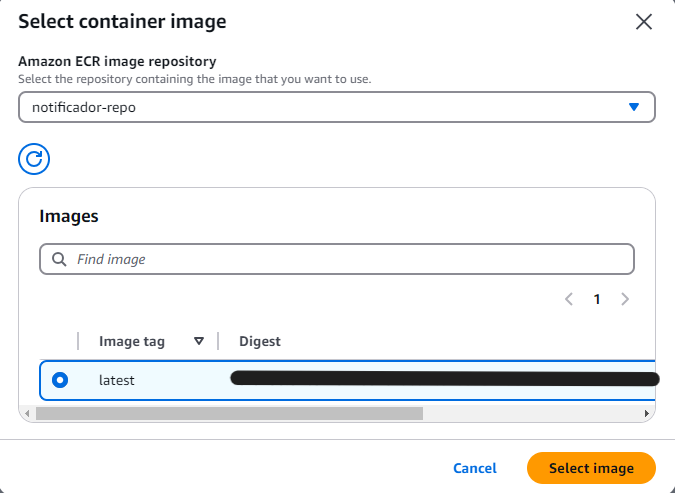 Select container image
Amazon ECR image repository
Select the repository containing the image that you want to use.
notificador-repo
Images
Find image
1
Image tag
Digest
latest
Cancel
Select image